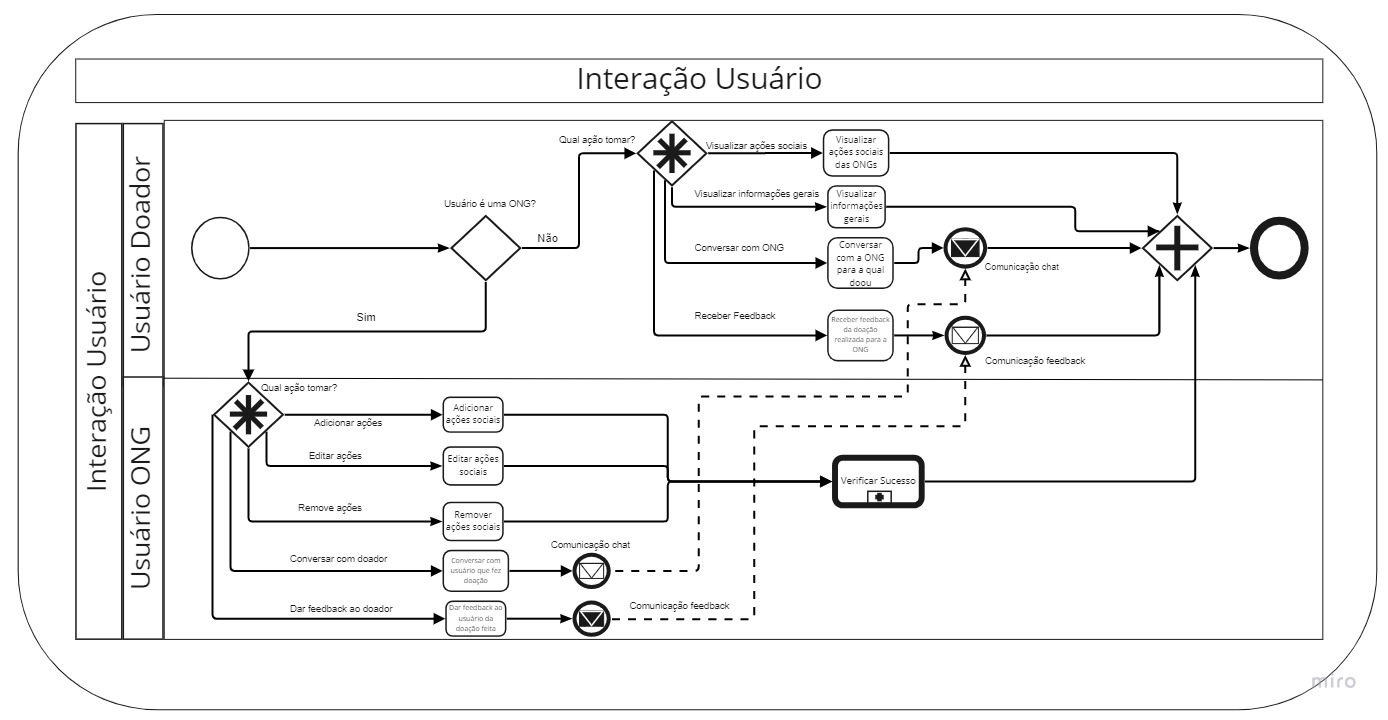 Interação Usuário
Interação Usuário
Usuário Doador
Usuário ONG
Usuário é uma ONG?
Não
Sim
Qual ação tomar?
Visualizar ações sociais
Visualizar
ações sociais
das ONGs
Visualizar informações gerais
Visualizar
informações
gerais
Conversar com ONG
Conversar
com a ONG
para a qual
doou
Comunicação chat
Receber Feedback
Receber feedback
da doação
realizada para a
ONG
Comunicação feedback
Qual ação tomar?
Adicionar ações
Adicionar
ações sociais
Editar ações
Editar ações
sociais
Remove ações
Remover
ações sociais
Verificar Sucesso
Conversar com doador
Conversar com
usuário que fez
doação
Comunicação chat
Dar feedback ao doador
Dar feedback ao
usuário da
doação feita
Comunicação feedback
miro